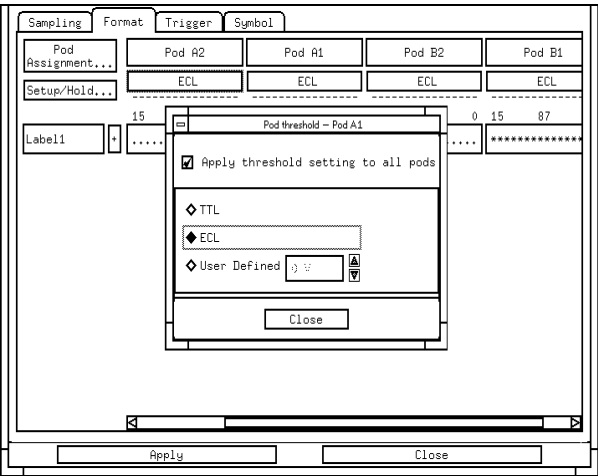 Sampling Format Trigger Symbol
Pod Assignment... Pod A2 Pod A1 Pod B2 Pod B1
Setup/Hold... ECL ECL ECL ECL
15 0 15 87
Label1 + ..... .... *************
Pod threshold – Pod A1
Apply threshold setting to all pods
TTL
ECL
User Defined 0 V
Close
Apply Close